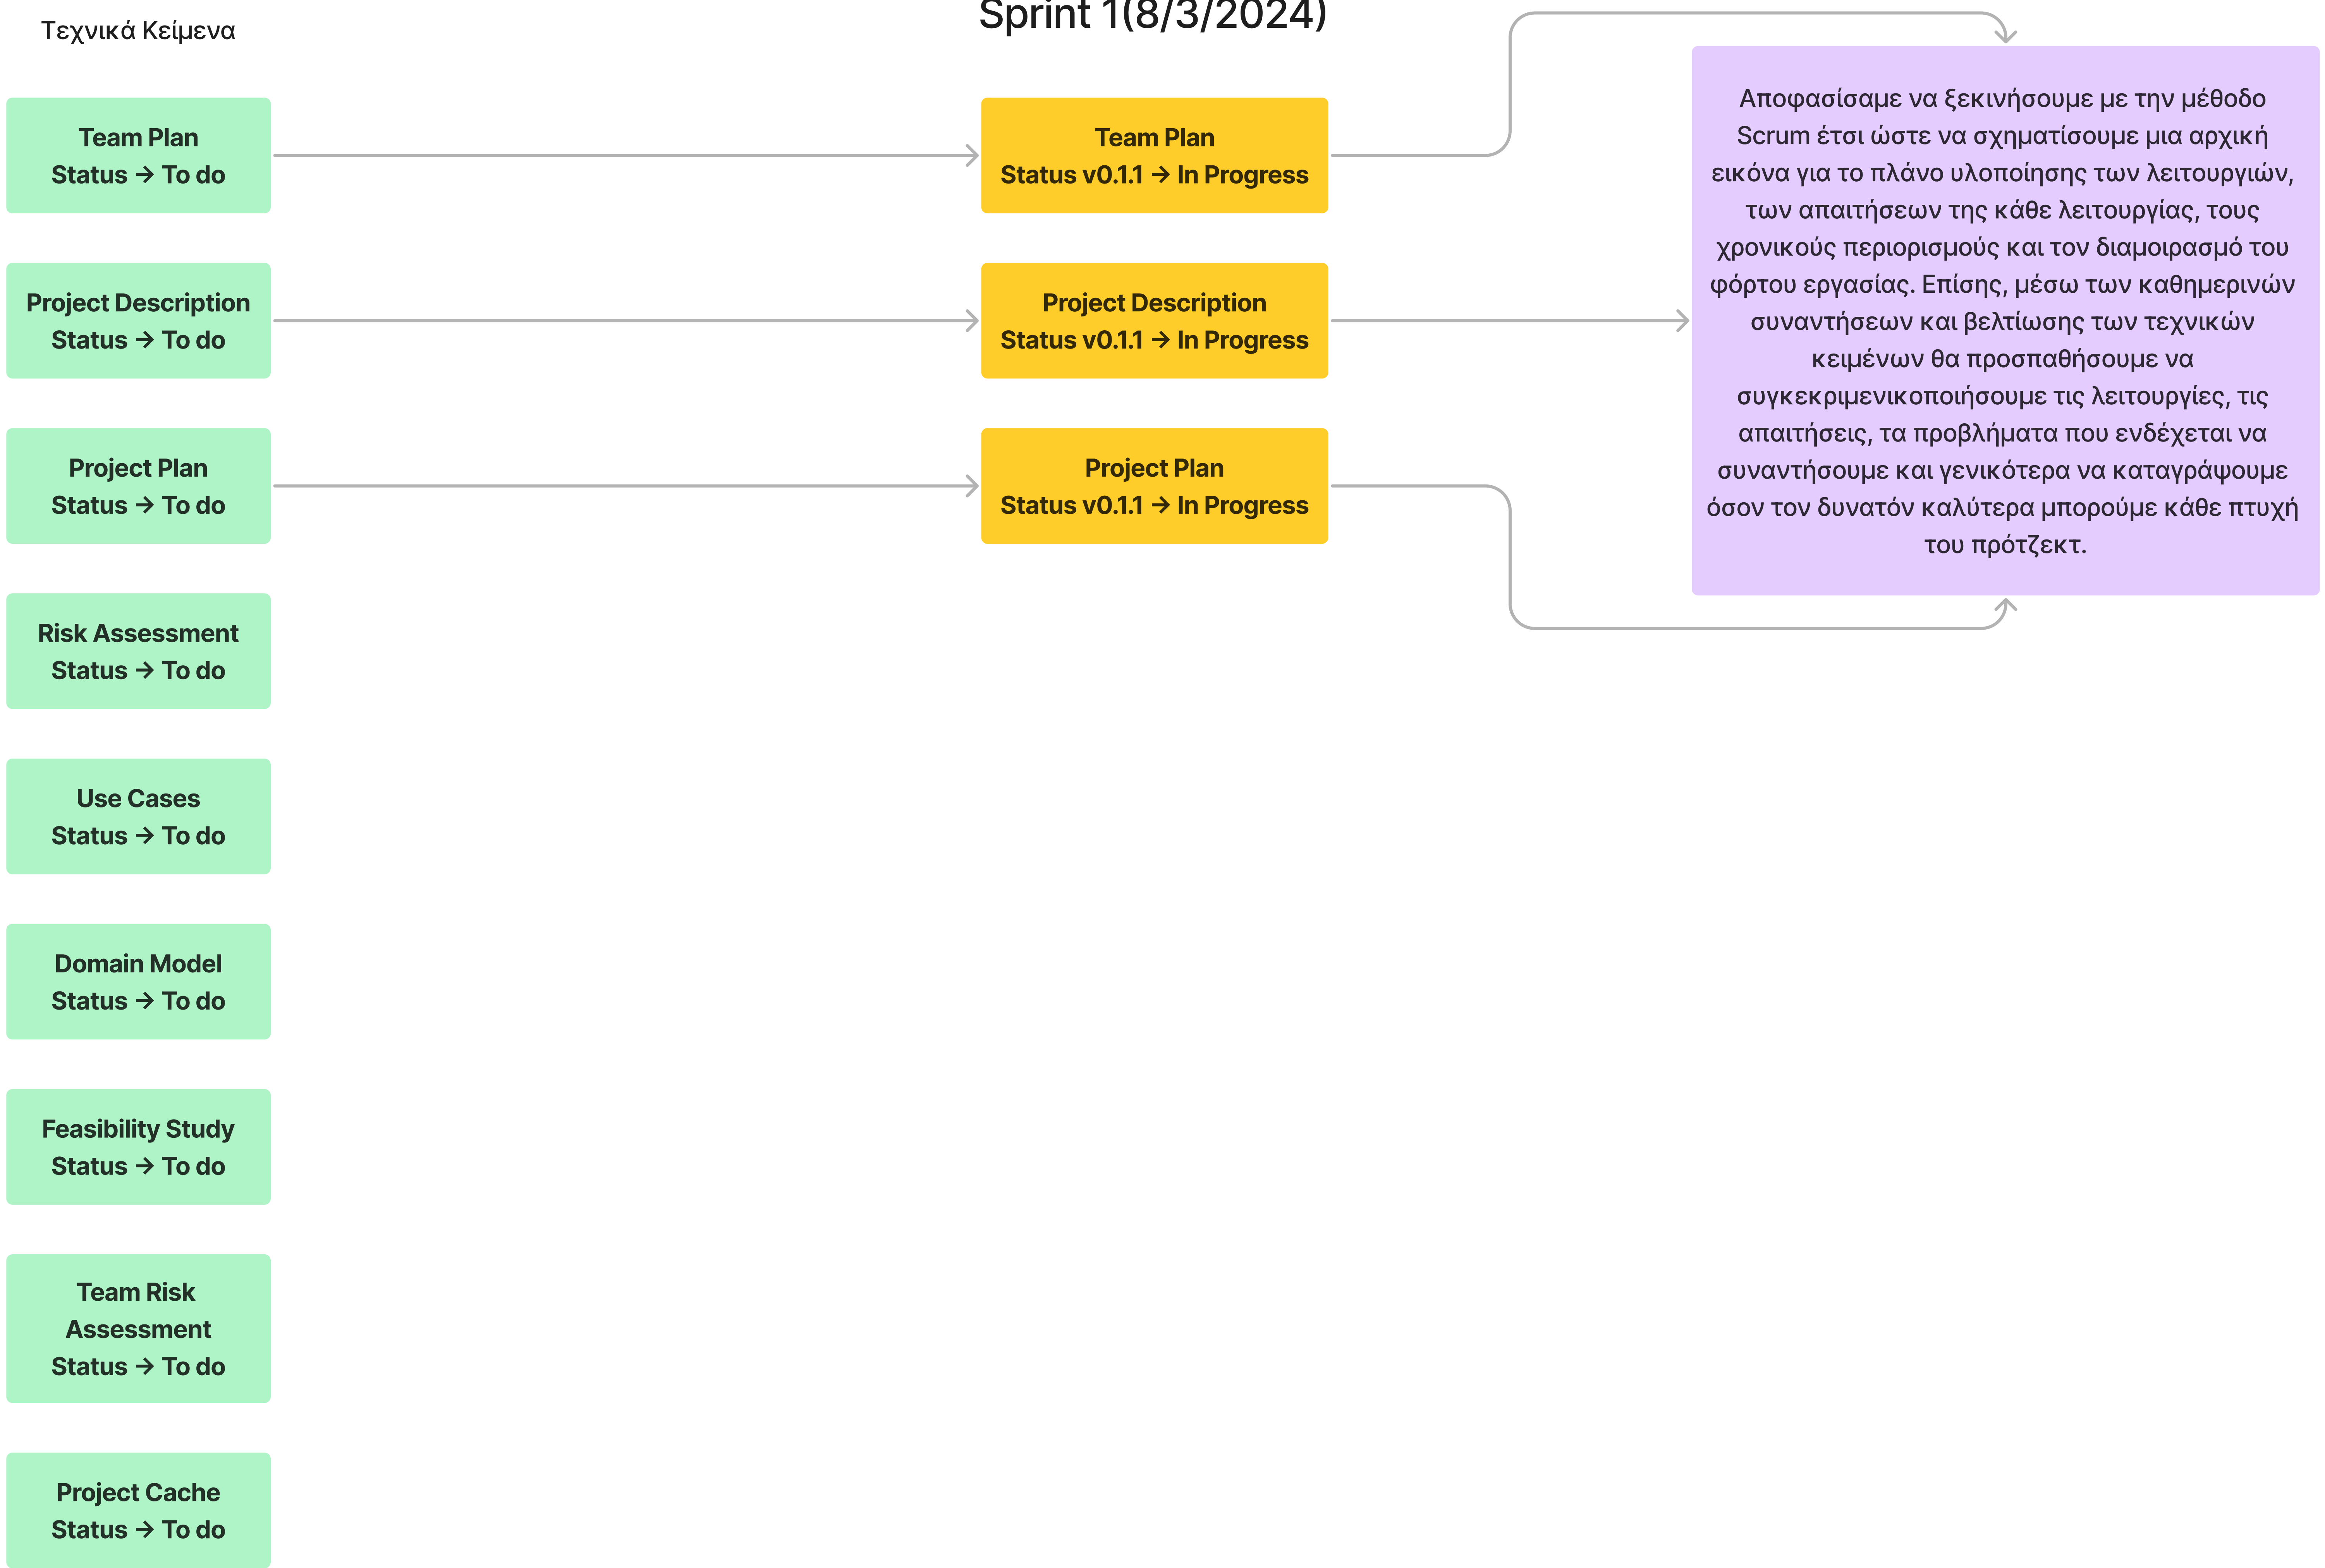 Τεχνικά Κείμενα
Sprint 1(8/3/2024)
Team Plan
Status → To do
Project Description
Status → To do
Project Plan
Status → To do
Risk Assessment
Status → To do
Use Cases
Status → To do
Domain Model
Status → To do
Feasibility Study
Status → To do
Team Risk
Assessment
Status → To do
Project Cache
Status → To do
Team Plan
Status v0.1.1 → In Progress
Project Description
Status v0.1.1 → In Progress
Project Plan
Status v0.1.1 → In Progress
Αποφασίσαμε να ξεκινήσουμε με την μέθοδο
Scrum έτσι ώστε να σχηματίσουμε μια αρχική
εικόνα για το πλάνο υλοποίησης των λειτουργιών,
των απαιτήσεων της κάθε λειτουργίας, τους
χρονικούς περιορισμούς και τον διαμοιρασμό του
φόρτου εργασίας. Επίσης, μέσω των καθημερινών
συναντήσεων και βελτίωσης των τεχνικών
κειμένων θα προσπαθήσουμε να
συγκεκριμενικοποιήσουμε τις λειτουργίες, τις
απαιτήσεις, τα προβλήματα που ενδέχεται να
συναντήσουμε και γενικότερα να καταγράψουμε
όσον τον δυνατόν καλύτερα μπορούμε κάθε πτυχή
του πρότζεκτ.